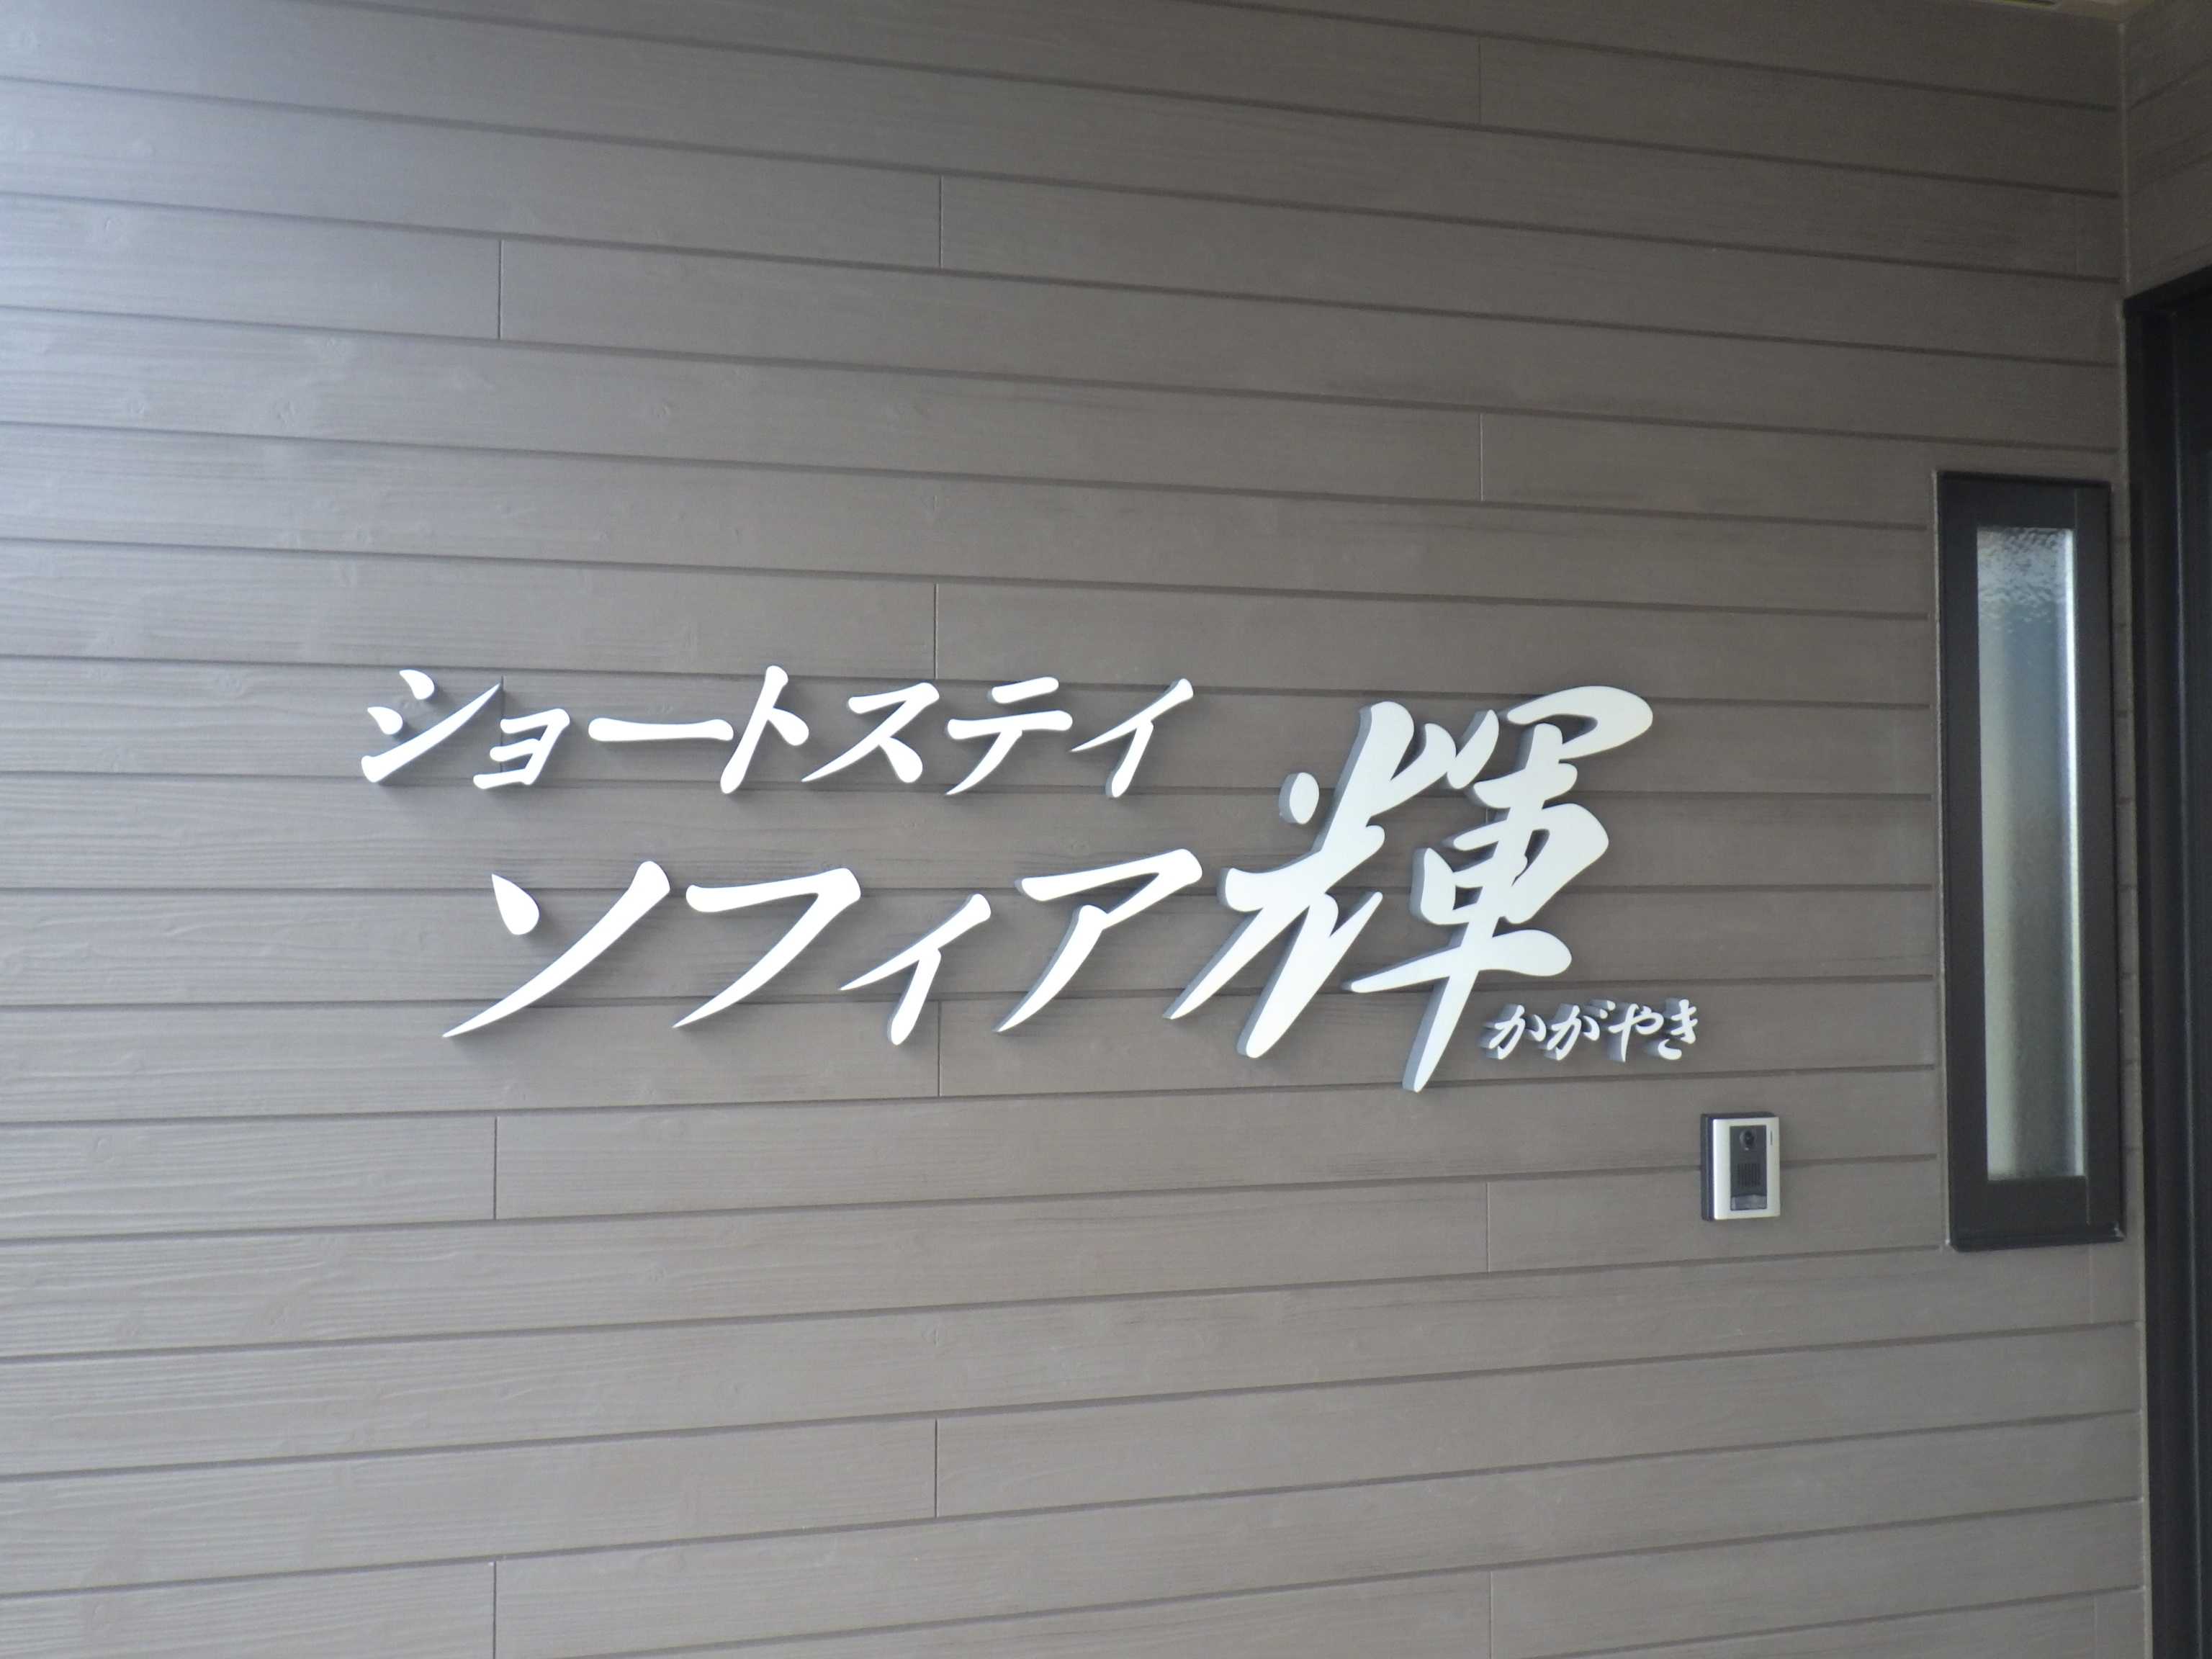 ショートステイ
ソフィア輝
かがやき